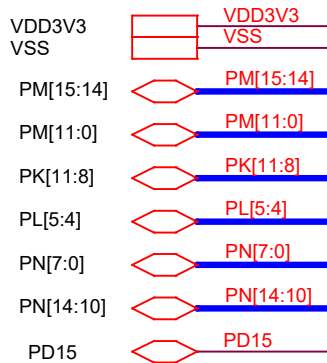 VDD3V3 VDD3V3
VSS VSS
PM[15:14] PM[15:14]
PM[11:0] PM[11:0]
PK[11:8] PK[11:8]
PL[5:4] PL[5:4]
PN[7:0] PN[7:0]
PN[14:10] PN[14:10]
PD15 PD15